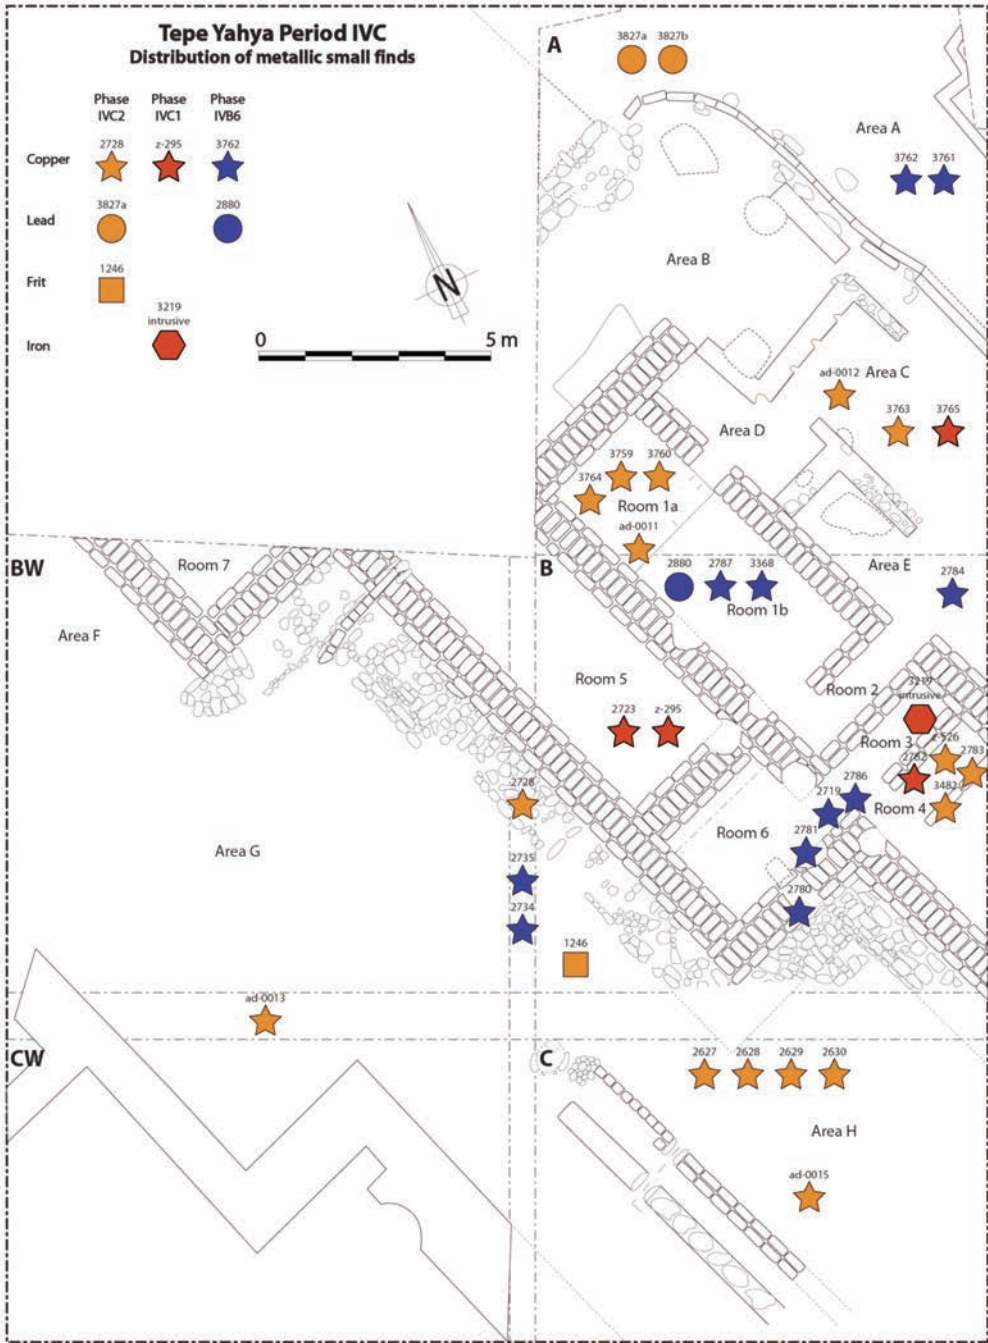 Tepe Yahya Period IVC
Distribution of metallic small finds
Phase IVC2
Phase IVC1
Phase IVB6
Copper
2728
z-295
3762
Lead
3827a
2880
Frit
1246
3219
intrusive
Iron
N
0
5 m
A
3827a
3827b
Area A
3762
3761
Area B
ad-0012
Area C
3763
3765
Area D
3759
3760
3764
Room 1a
ad-0011
BW
Room 7
Area F
B
2880
2787
3368
Room 1b
Area E
2784
Room 5
2723
z-295
Room 2
3219
intrusive
Room 3
z-526
2783
2782
3482
Room 4
2786
2719
2781
Room 6
2780
2728
2735
2734
Area G
1246
ad-0013
CW
C
2627
2628
2629
2630
Area H
ad-0015